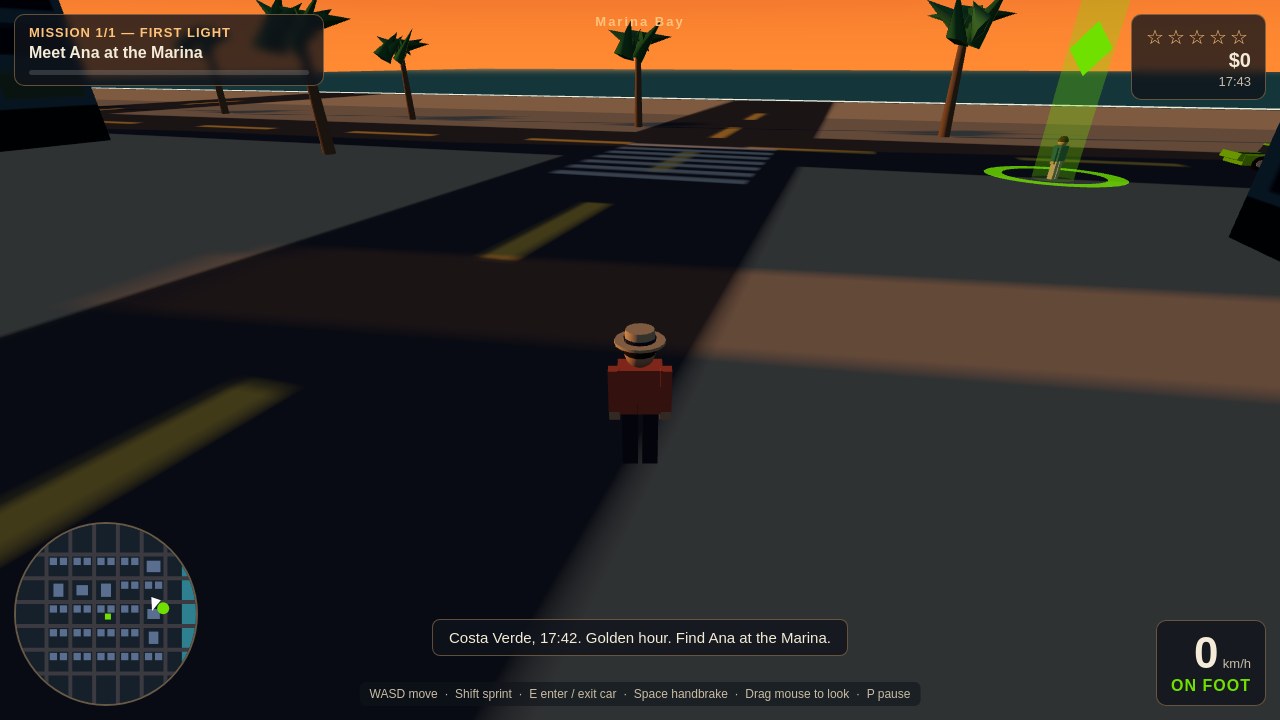 MISSION 1/1 — FIRST LIGHT
Meet Ana at the Marina
Marina Bay
☆☆☆☆☆
$0
17:43
Costa Verde, 17:42. Golden hour. Find Ana at the Marina.
WASD move · Shift sprint · E enter / exit car · Space handbrake · Drag mouse to look · P pause
0 km/h
ON FOOT